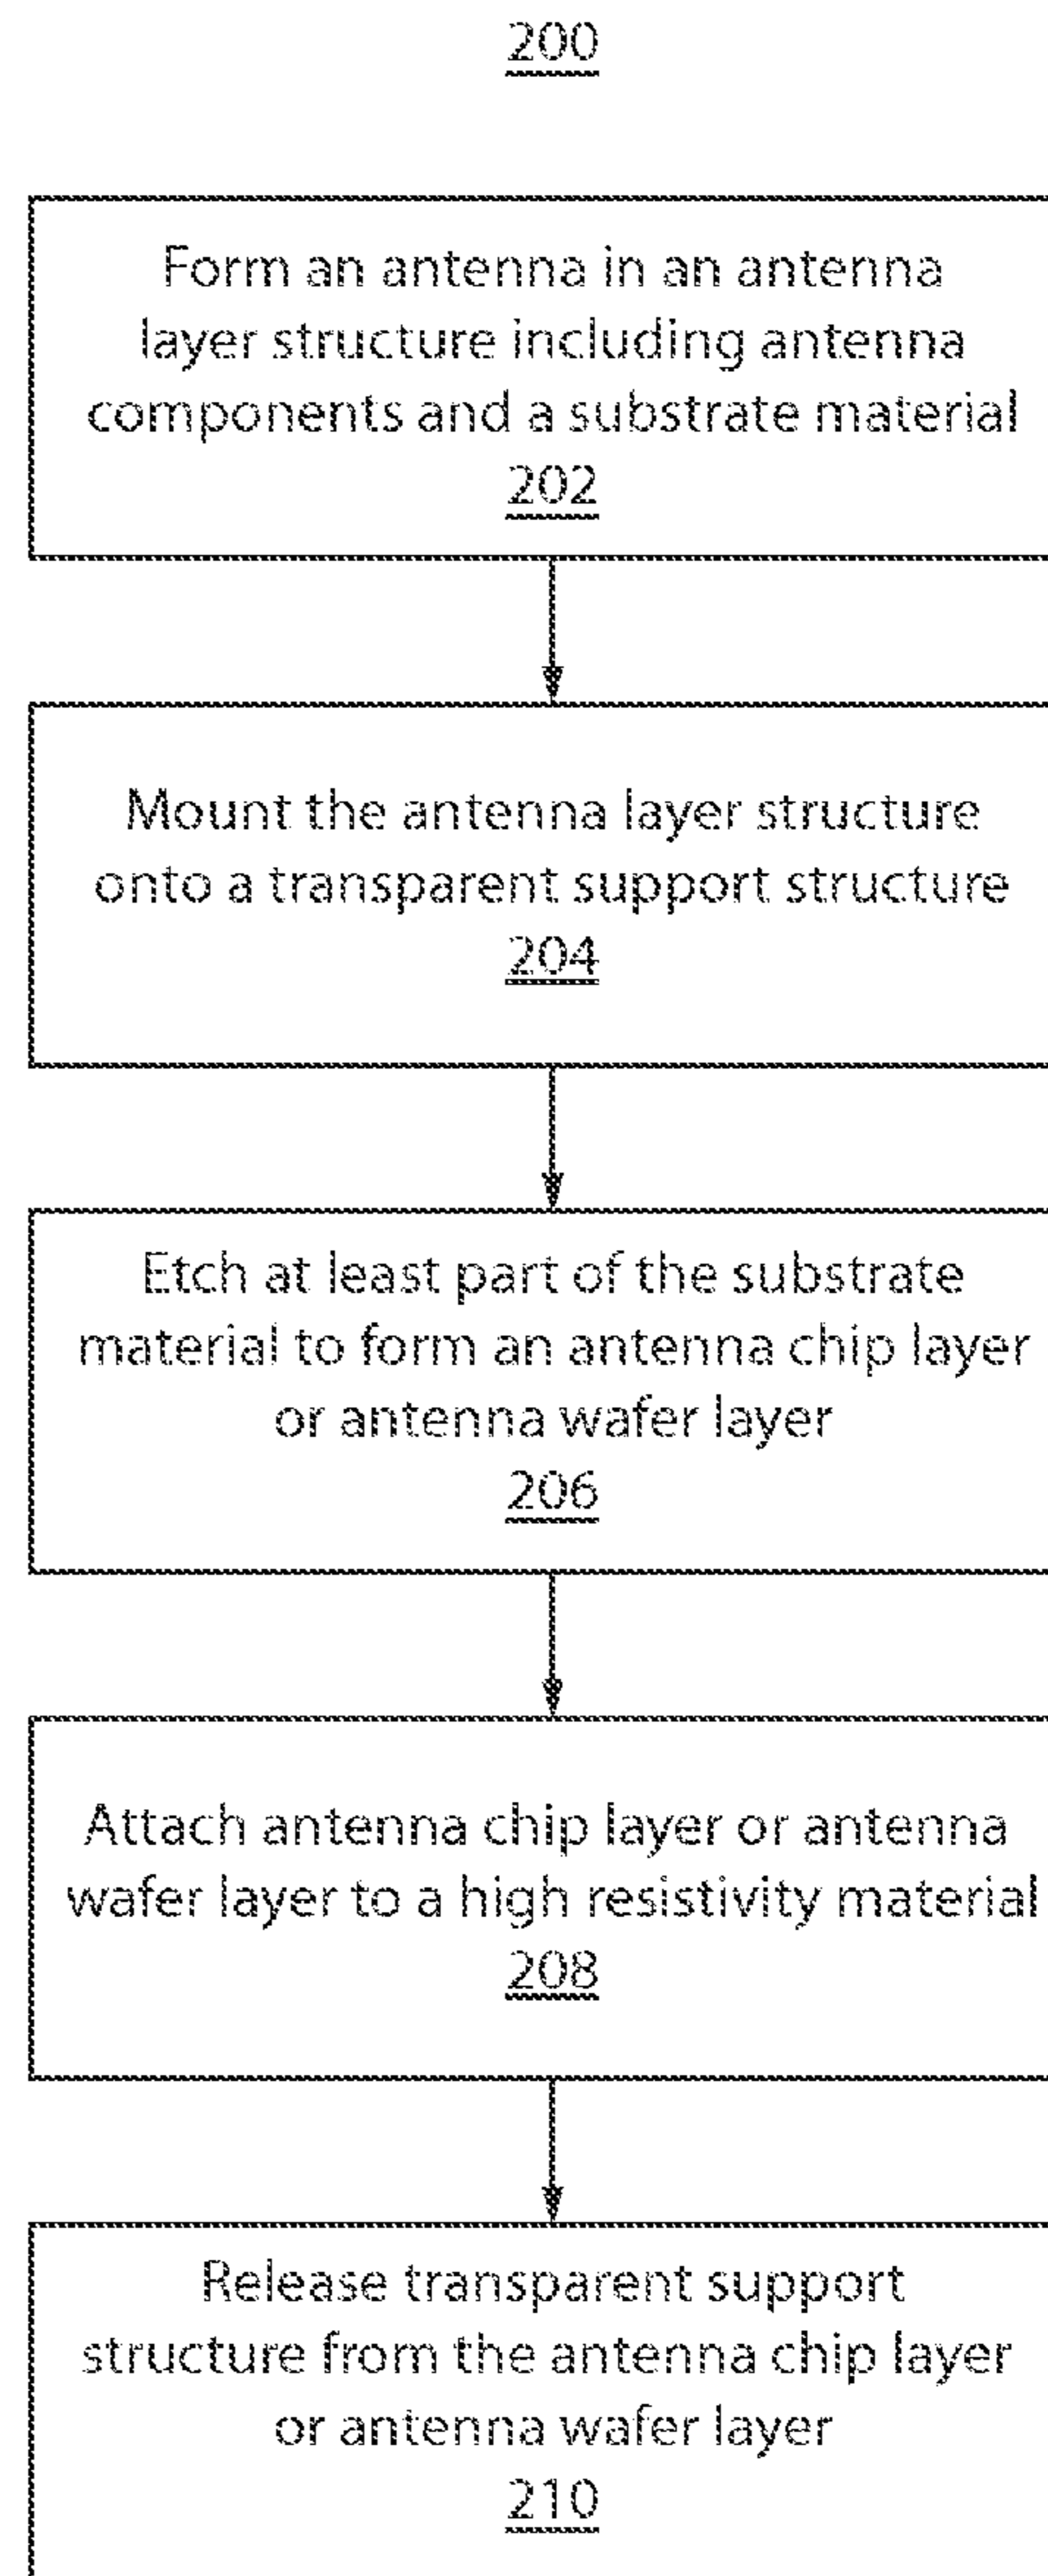 200
Form an antenna in an antenna
layer structure including antenna
components and a substrate material
202
Mount the antenna layer structure
onto a transparent support structure
204
Etch at least part of the substrate
material to form an antenna chip layer
or antenna wafer layer
206
Attach antenna chip layer or antenna
wafer layer to a high resistivity material
208
Release transparent support
structure from the antenna chip layer
or antenna wafer layer
210